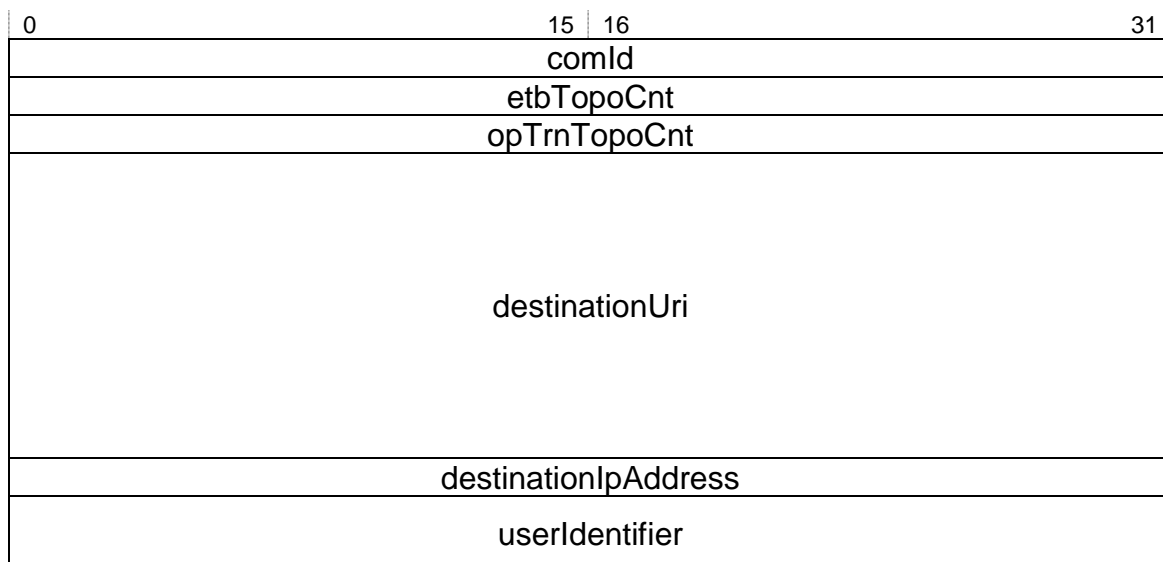 0 15 16 31
comId
etbTopoCnt
opTrnTopoCnt
destinationUri
destinationIpAddress
userIdentifier